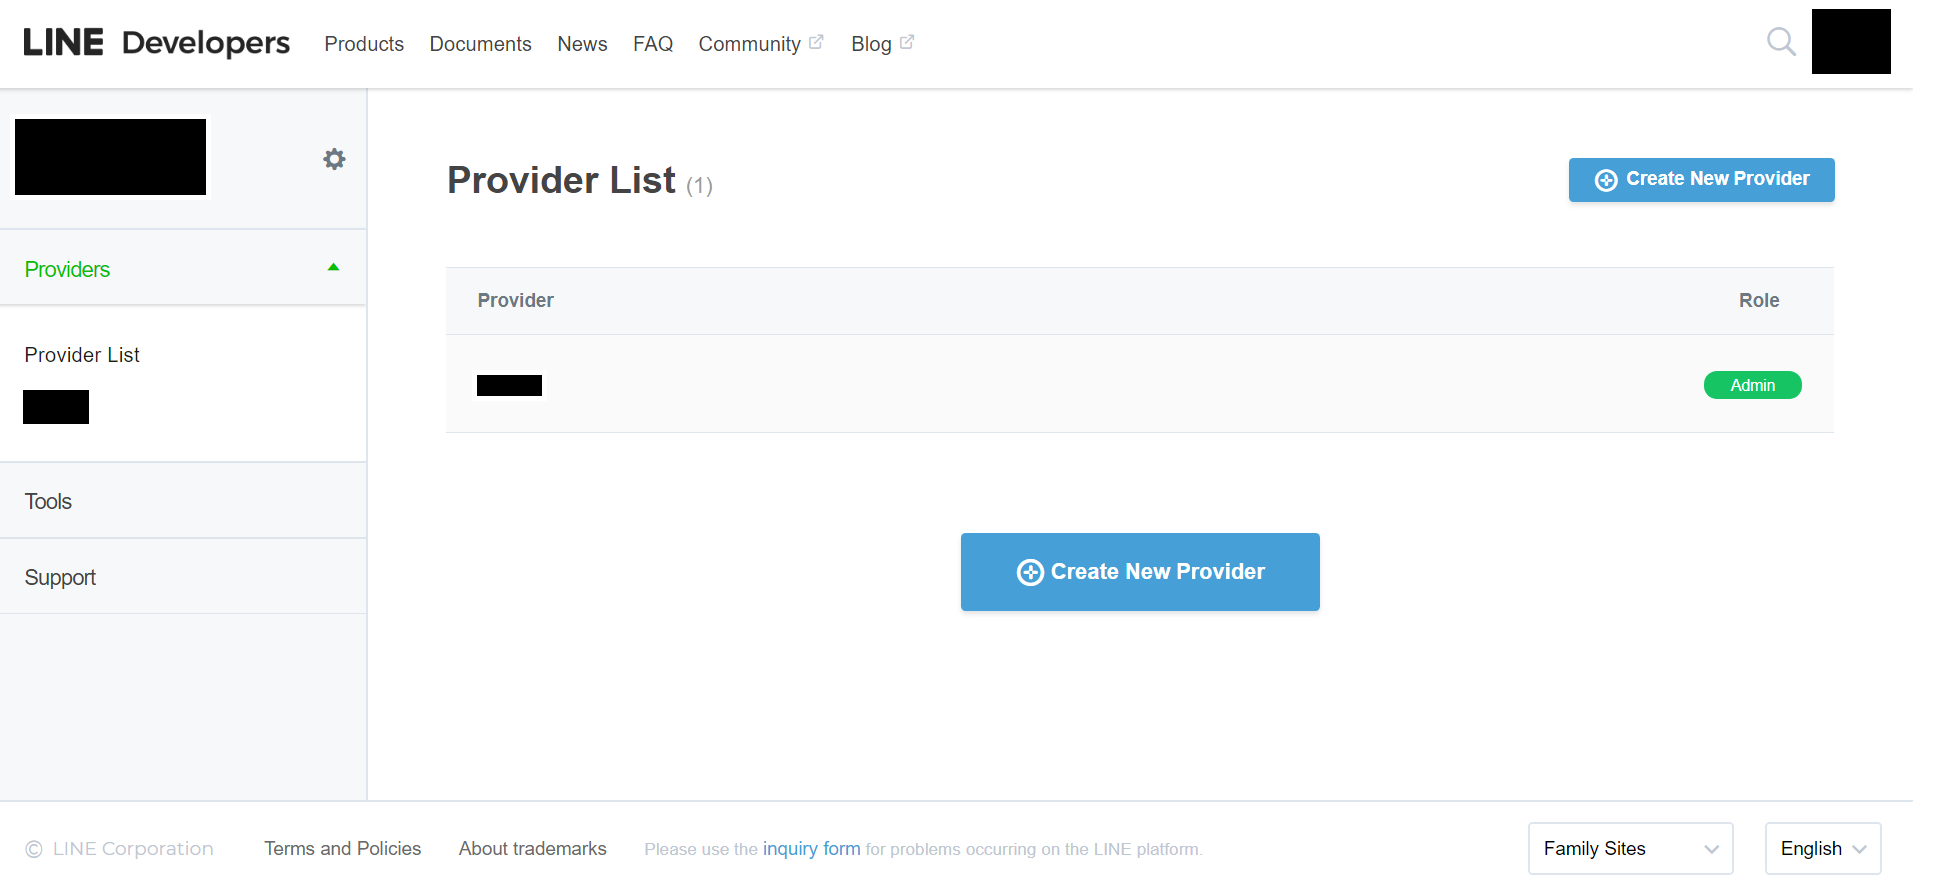 LINE Developers Products Documents News FAQ Community Blog
Providers
Provider List
Tools
Support
Provider List (1)
Create New Provider
Provider Role
Admin
Create New Provider
© LINE Corporation Terms and Policies About trademarks Please use the inquiry form for problems occurring on the LINE platform. Family Sites English